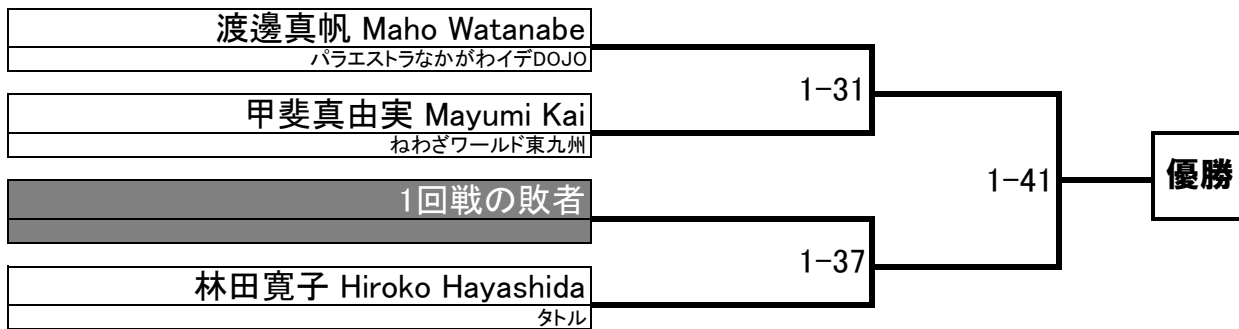 渡邊真帆 Maho Watanabe
パラエストラなかがわイデDOJO
1-31
甲斐真由実 Mayumi Kai
ねわざワールド東九州
1-41
優勝
1回戦の敗者
1-37
林田寛子 Hiroko Hayashida
タトル